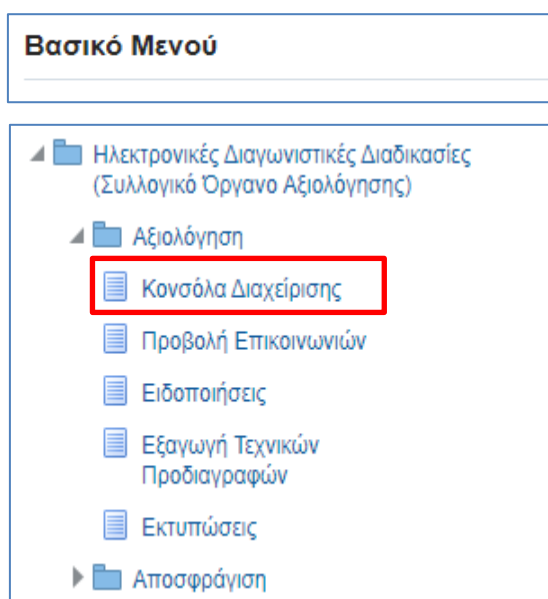 Βασικό Μενού
Ηλεκτρονικές Διαγωνιστικές Διαδικασίες
(Συλλογικό Όργανο Αξιολόγησης)
Αξιολόγηση
Κονσόλα Διαχείρισης
Προβολή Επικοινωνιών
Ειδοποιήσεις
Εξαγωγή Τεχνικών
Προδιαγραφών
Εκτυπώσεις
Αποσφράγιση